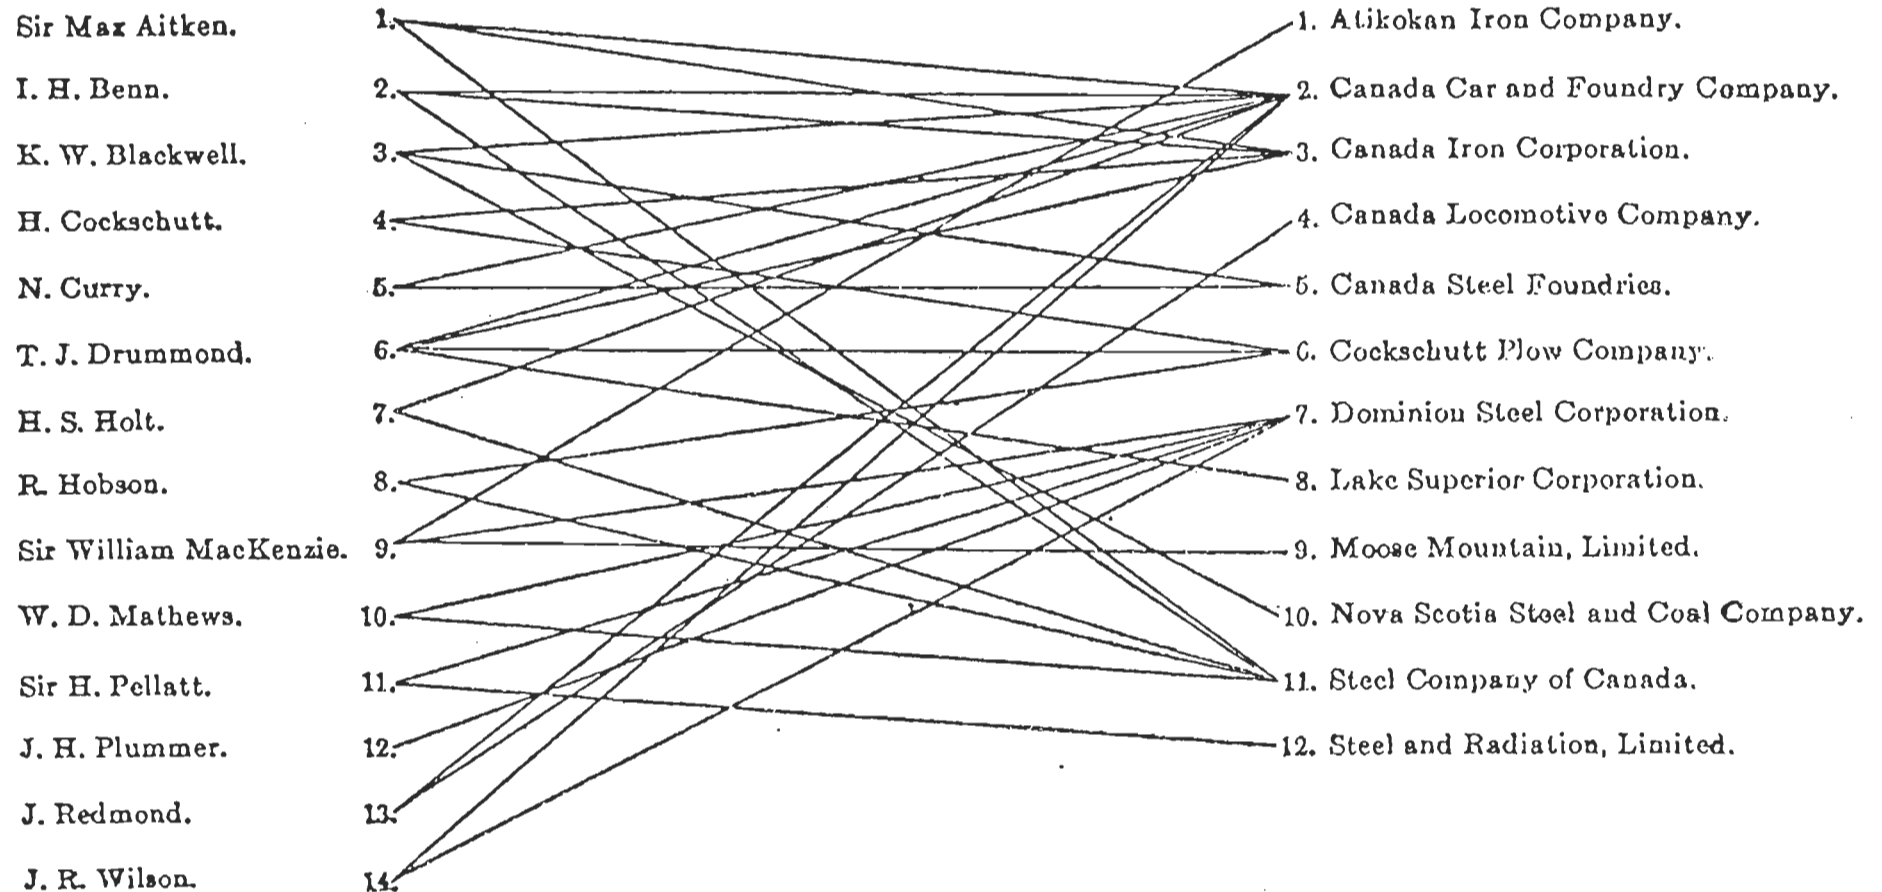 Sir Max Aitken. 1. 1. Atikokan Iron Company.
I. H. Benn. 2. 2. Canada Car and Foundry Company.
K. W. Blackwell. 3. 3. Canada Iron Corporation.
H. Cockschutt. 4. 4. Canada Locomotive Company.
N. Curry. 5. 5. Canada Steel Foundries.
T. J. Drummond. 6. 6. Cockschutt Plow Company.
H. S. Holt. 7. 7. Dominion Steel Corporation.
R. Hobson. 8. 8. Lake Superior Corporation.
Sir William MacKenzie. 9. 9. Moose Mountain, Limited.
W. D. Mathews. 10. 10. Nova Scotia Steel and Coal Company.
Sir H. Pellatt. 11. 11. Steel Company of Canada.
J. H. Plummer. 12. 12. Steel and Radiation, Limited.
J. Redmond. 13.
J. R. Wilson. 14.